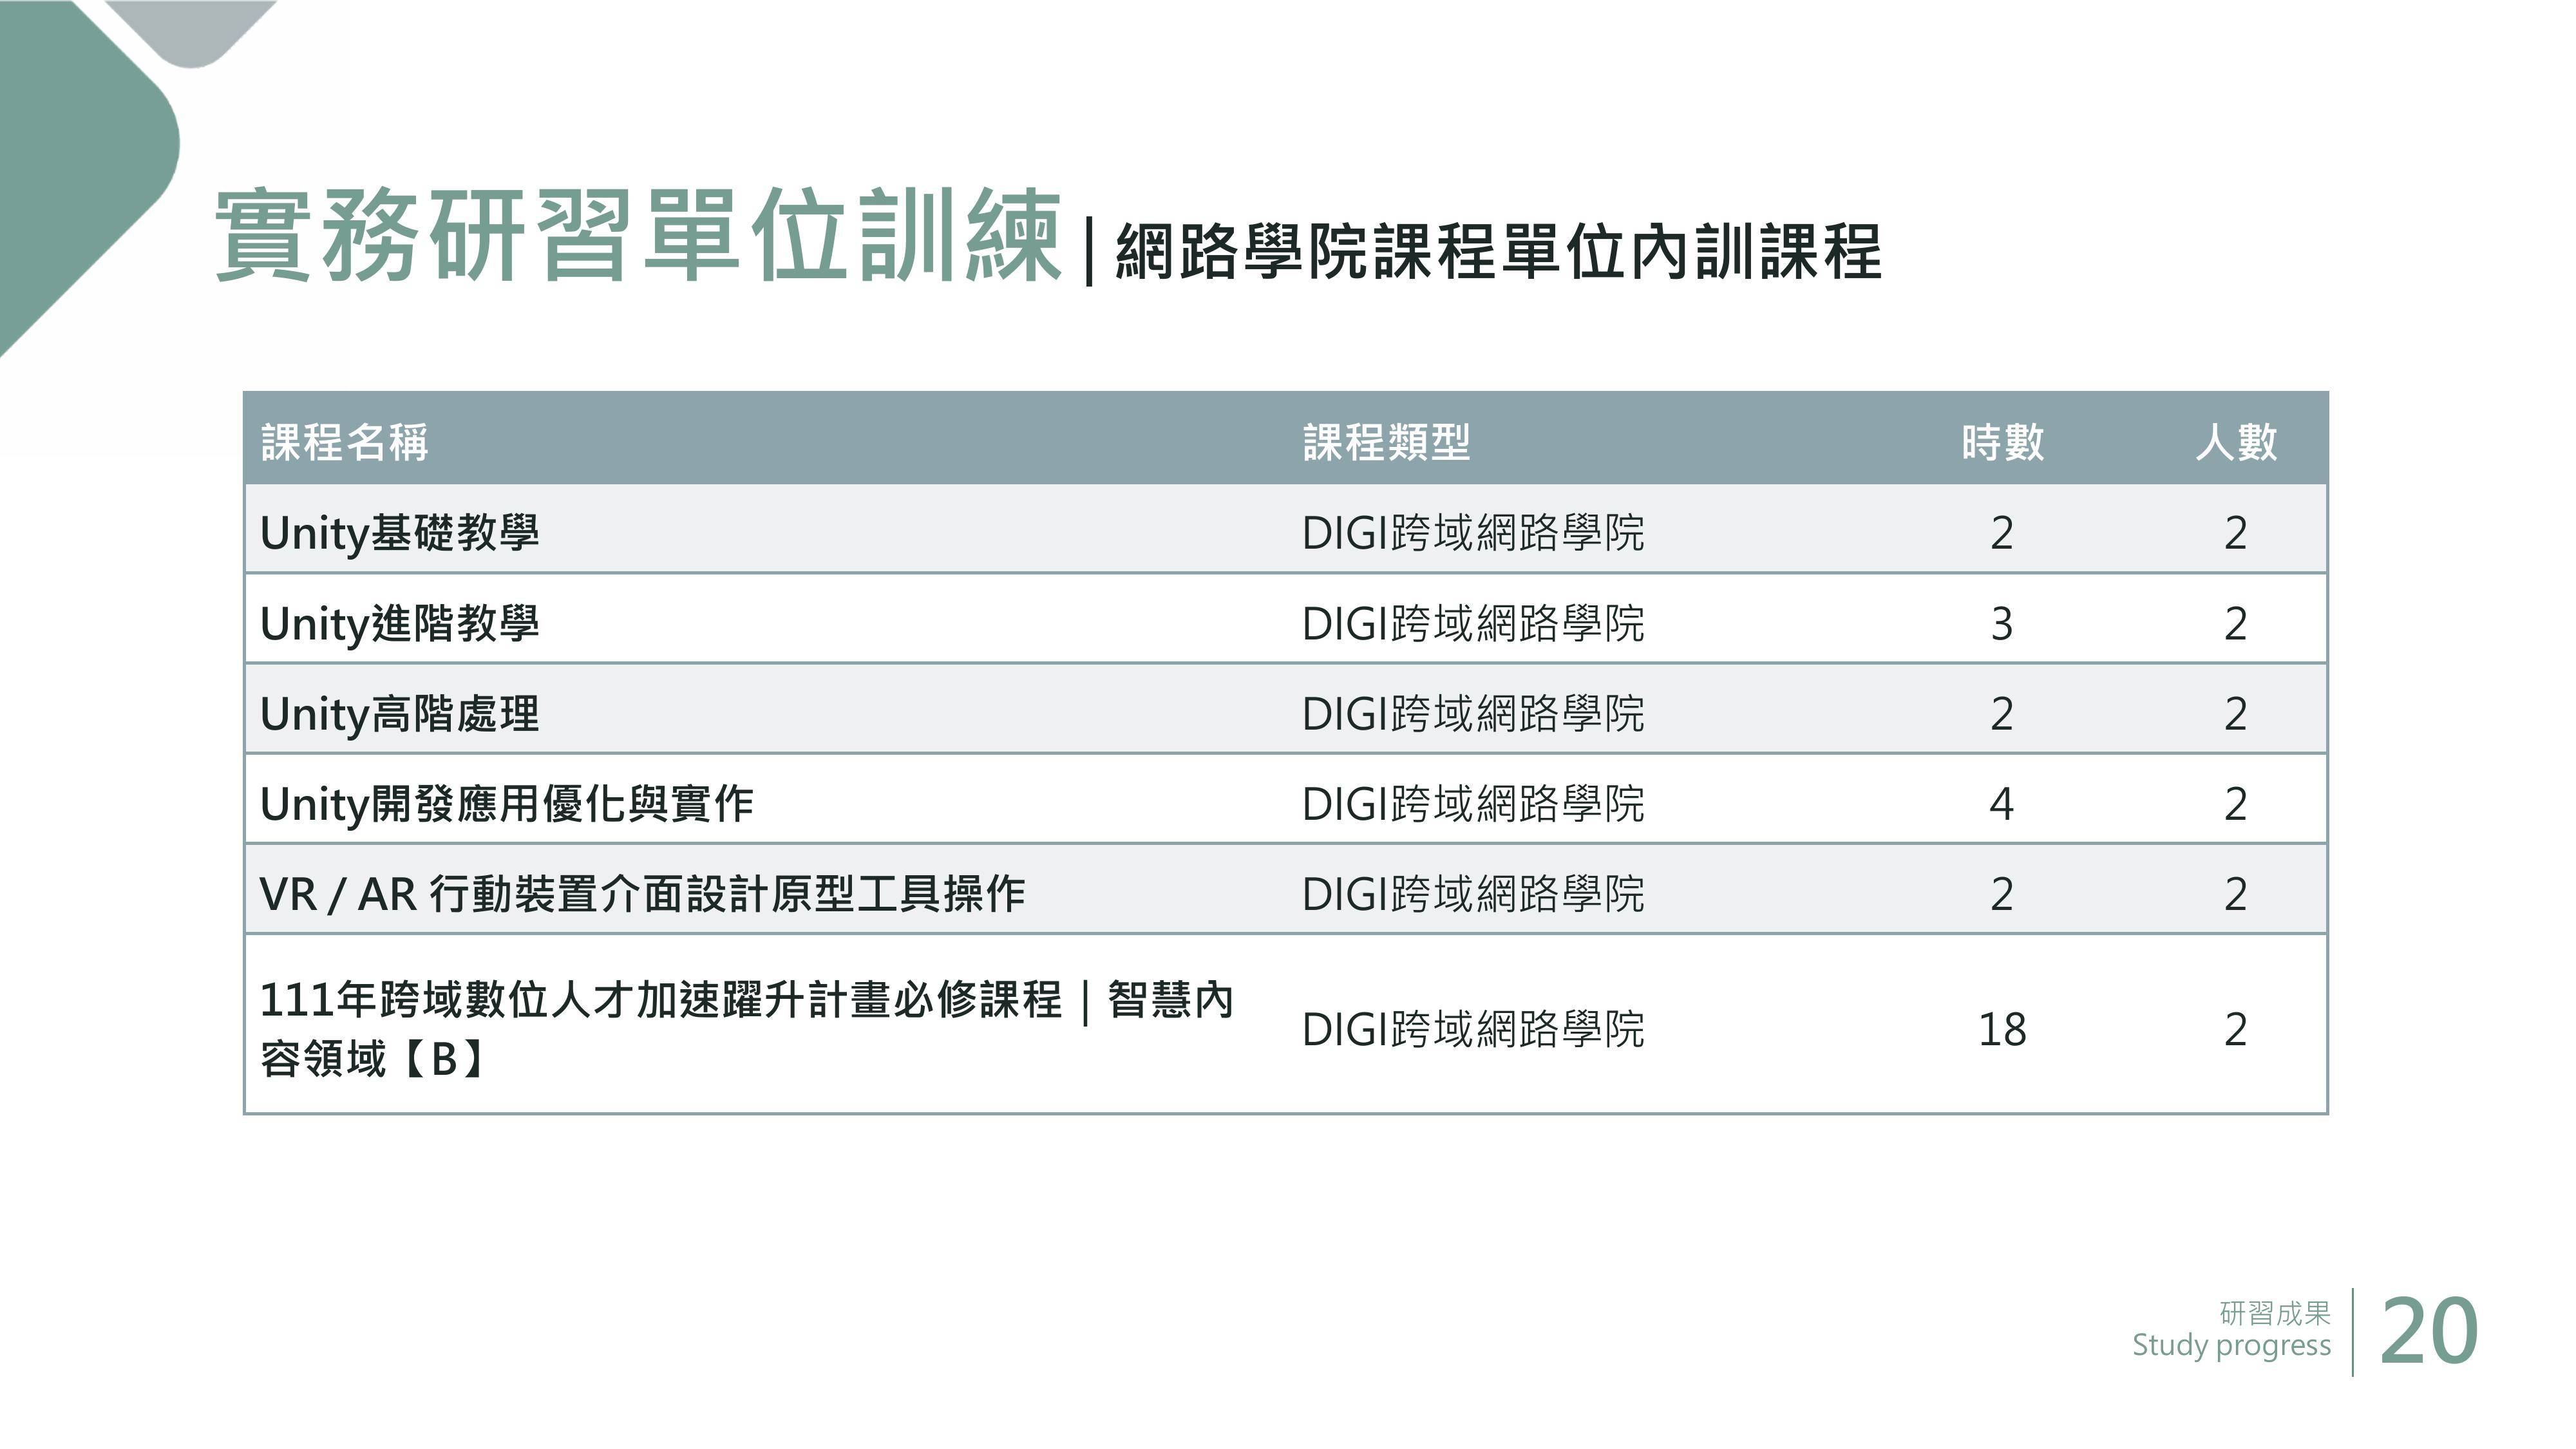 實務研習單位訓練|網路學院課程單位內訓課程
課程名稱 課程類型 時數 人數
Unity基礎教學 DIGI跨域網路學院 2 2
Unity進階教學 DIGI跨域網路學院 3 2
Unity高階處理 DIGI跨域網路學院 2 2
Unity開發應用優化與實作 DIGI跨域網路學院 4 2
VR / AR 行動裝置介面設計原型工具操作 DIGI跨域網路學院 2 2
111年跨域數位人才加速躍升計畫必修課程｜智慧內
容領域【B】 DIGI跨域網路學院 18 2
研習成果
Study progress
20